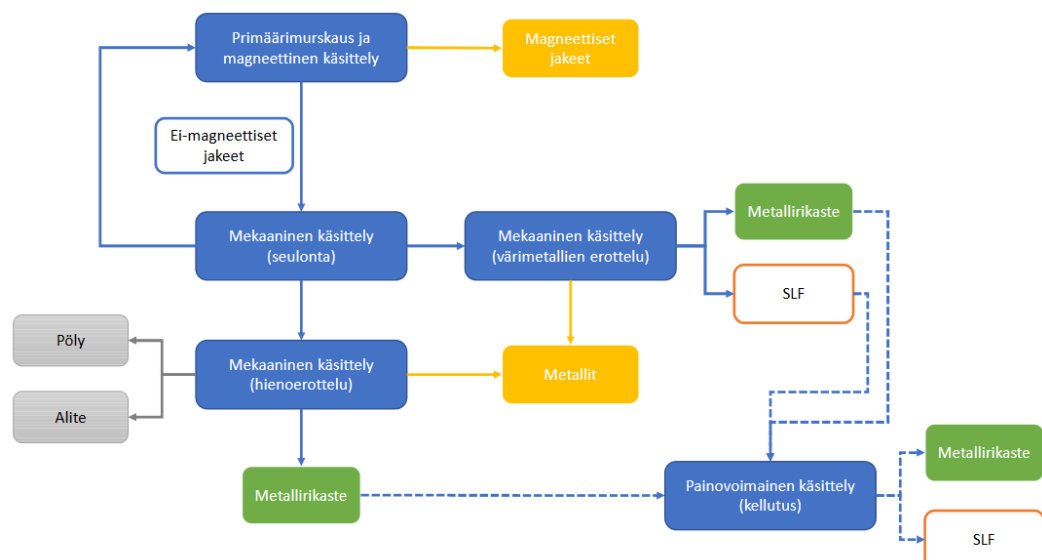 Primäärimurskaus ja
magneettinen käsittely
Magneettiset
jakeet
Ei-magneettiset
jakeet
Mekaaninen käsittely
(seulonta)
Mekaaninen käsittely
(värimetallien erottelu)
Metallirikaste
SLF
Pöly
Alite
Mekaaninen käsittely
(hienoerottelu)
Metallit
Metallirikaste
Painovoimainen käsittely
(kellutus)
Metallirikaste
SLF